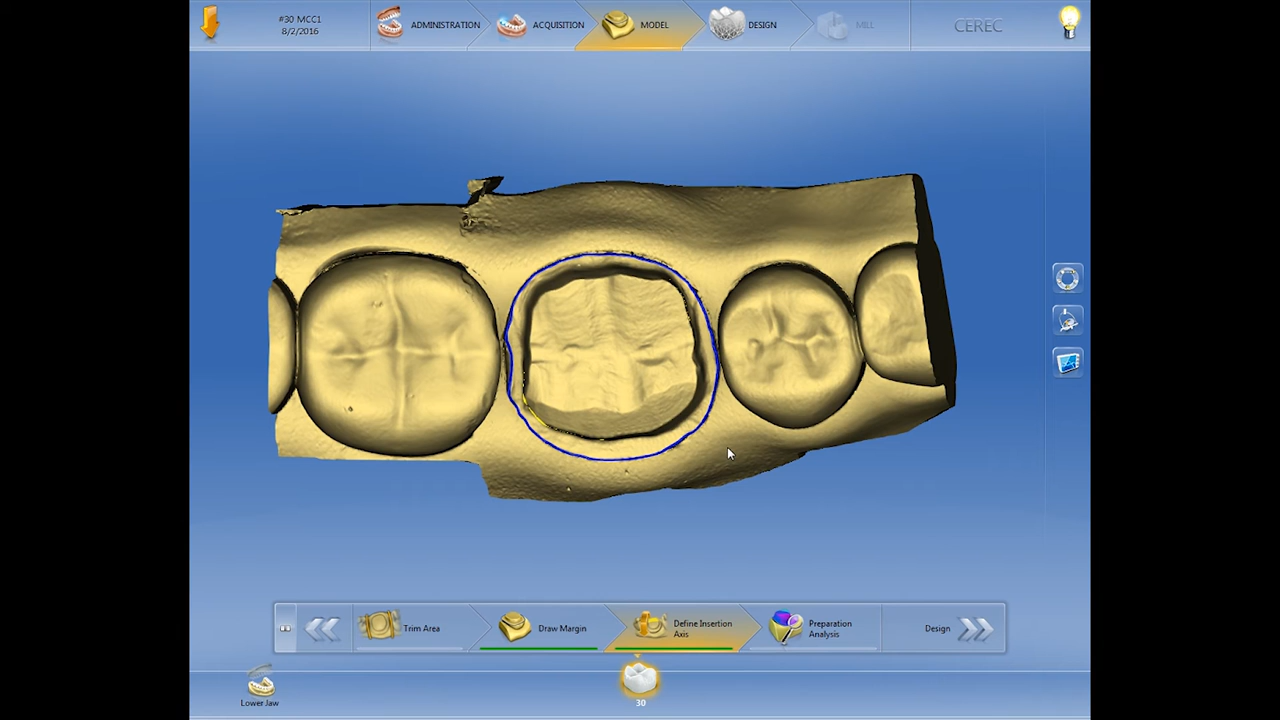 #30 MCC1
8/2/2016
ADMINISTRATION
ACQUISITION
MODEL
DESIGN
MILL
CEREC
Trim Area
Draw Margin
Define Insertion
Axis
Preparation
Analysis
Design
Lower Jaw
30